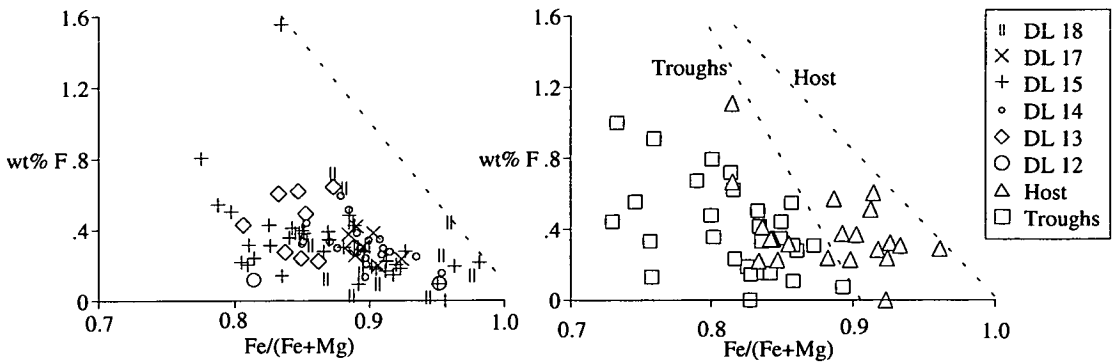 1.6
1.2
wt% F .8
.4
0
0.7 0.8 0.9 1.0
Fe/(Fe+Mg)
1.6
1.2
wt% F .8
.4
0
0.7 0.8 0.9 1.0
Fe/(Fe+Mg)
Troughs
Host
DL 18
DL 17
DL 15
DL 14
DL 13
DL 12
Host
Troughs